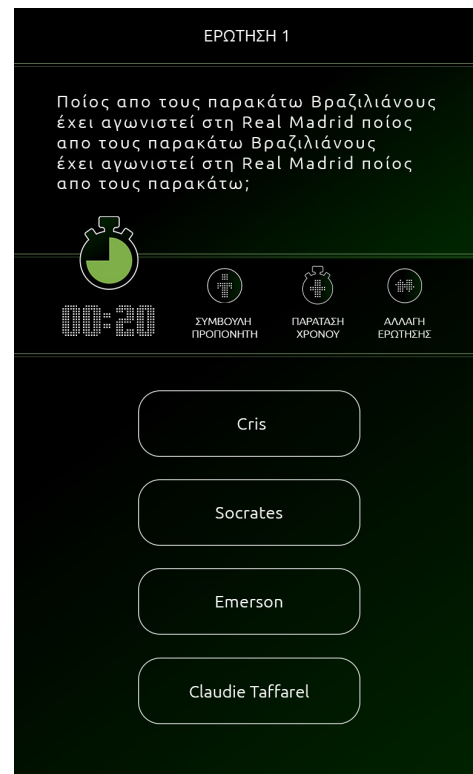 ΕΡΩΤΗΣΗ 1
Ποίος απο τους παρακάτω Βραζιλιάνους
έχει αγωνιστεί στη Real Madrid ποίος
απο τους παρακάτω Βραζιλιάνους
έχει αγωνιστεί στη Real Madrid ποίος
απο τους παρακάτω;
00:20
ΣΥΜΒΟΥΛΗ
ΠΡΟΠΟΝΗΤΗ
ΠΑΡΑΤΑΣΗ
ΧΡΟΝΟΥ
ΑΛΛΑΓΗ
ΕΡΩΤΗΣΗΣ
Cris
Socrates
Emerson
Claudie Taffarel